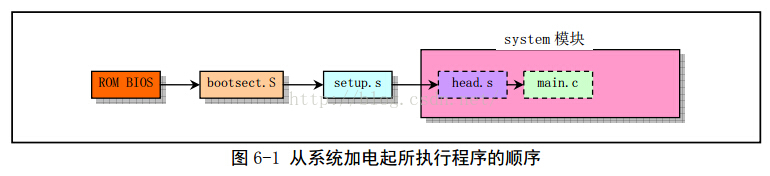 system 模块
ROM BIOS
bootsect.S
setup.s
head.s
main.c
图 6-1 从系统加电起所执行程序的顺序